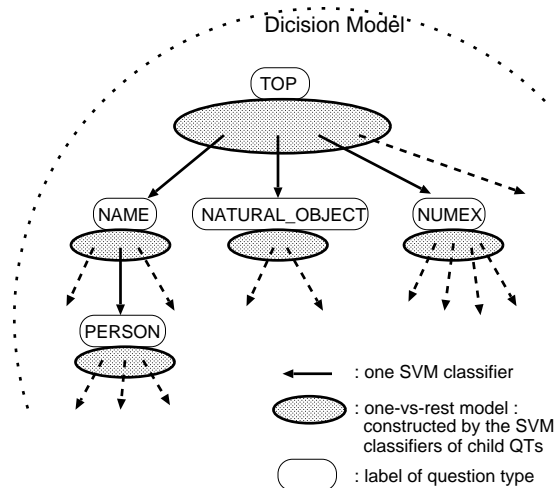 Dicision Model
TOP
NAME
NATURAL_OBJECT
NUMEX
PERSON
: one SVM classifier
: one-vs-rest model :
constructed by the SVM
classifiers of child QTs
: label of question type